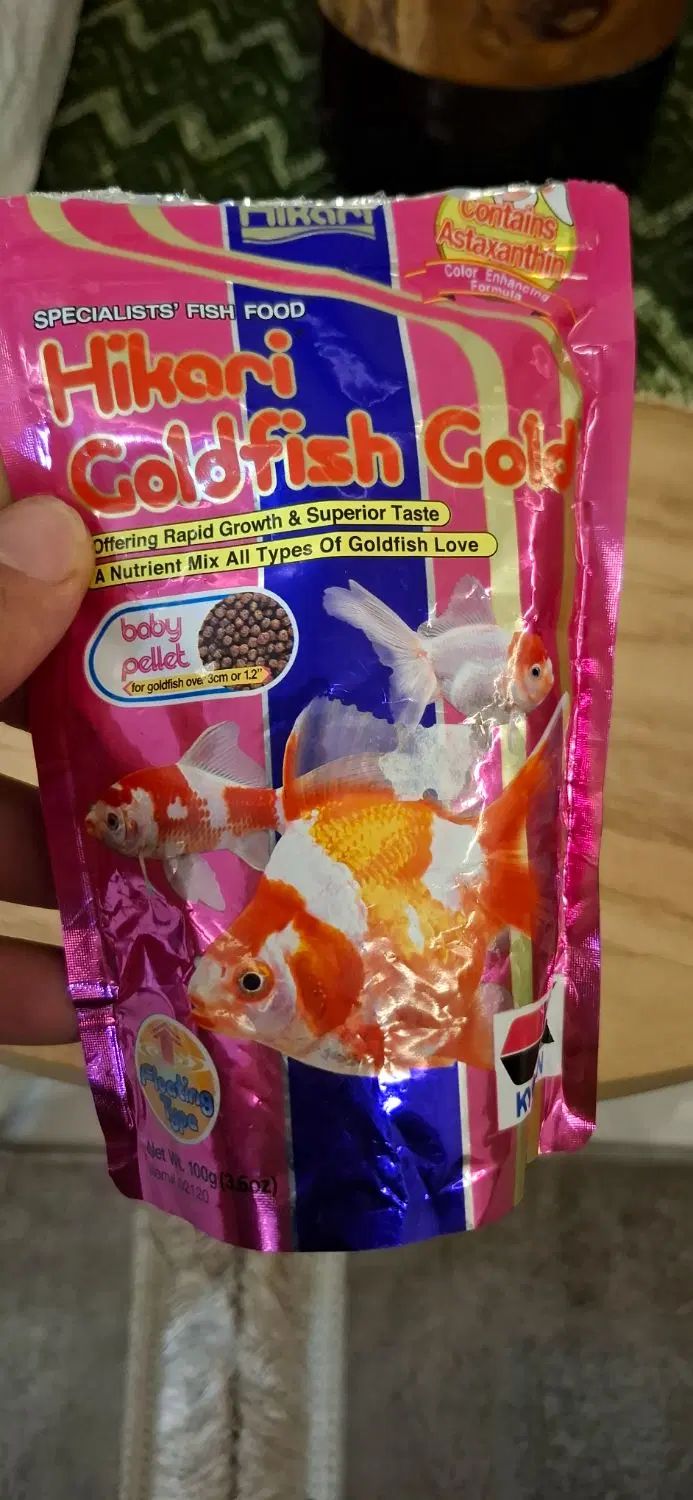 Hikari
Contains
Astaxanthin
Color Enhancing
Formula
SPECIALISTS' FISH FOOD
Hikari
Goldfish Gold
Offering Rapid Growth & Superior Taste
A Nutrient Mix All Types Of Goldfish Love
baby
pellet
for goldfish over 3cm or 1.2"
Floating
Type
Net Wt. 100g (3.5oz)
02120